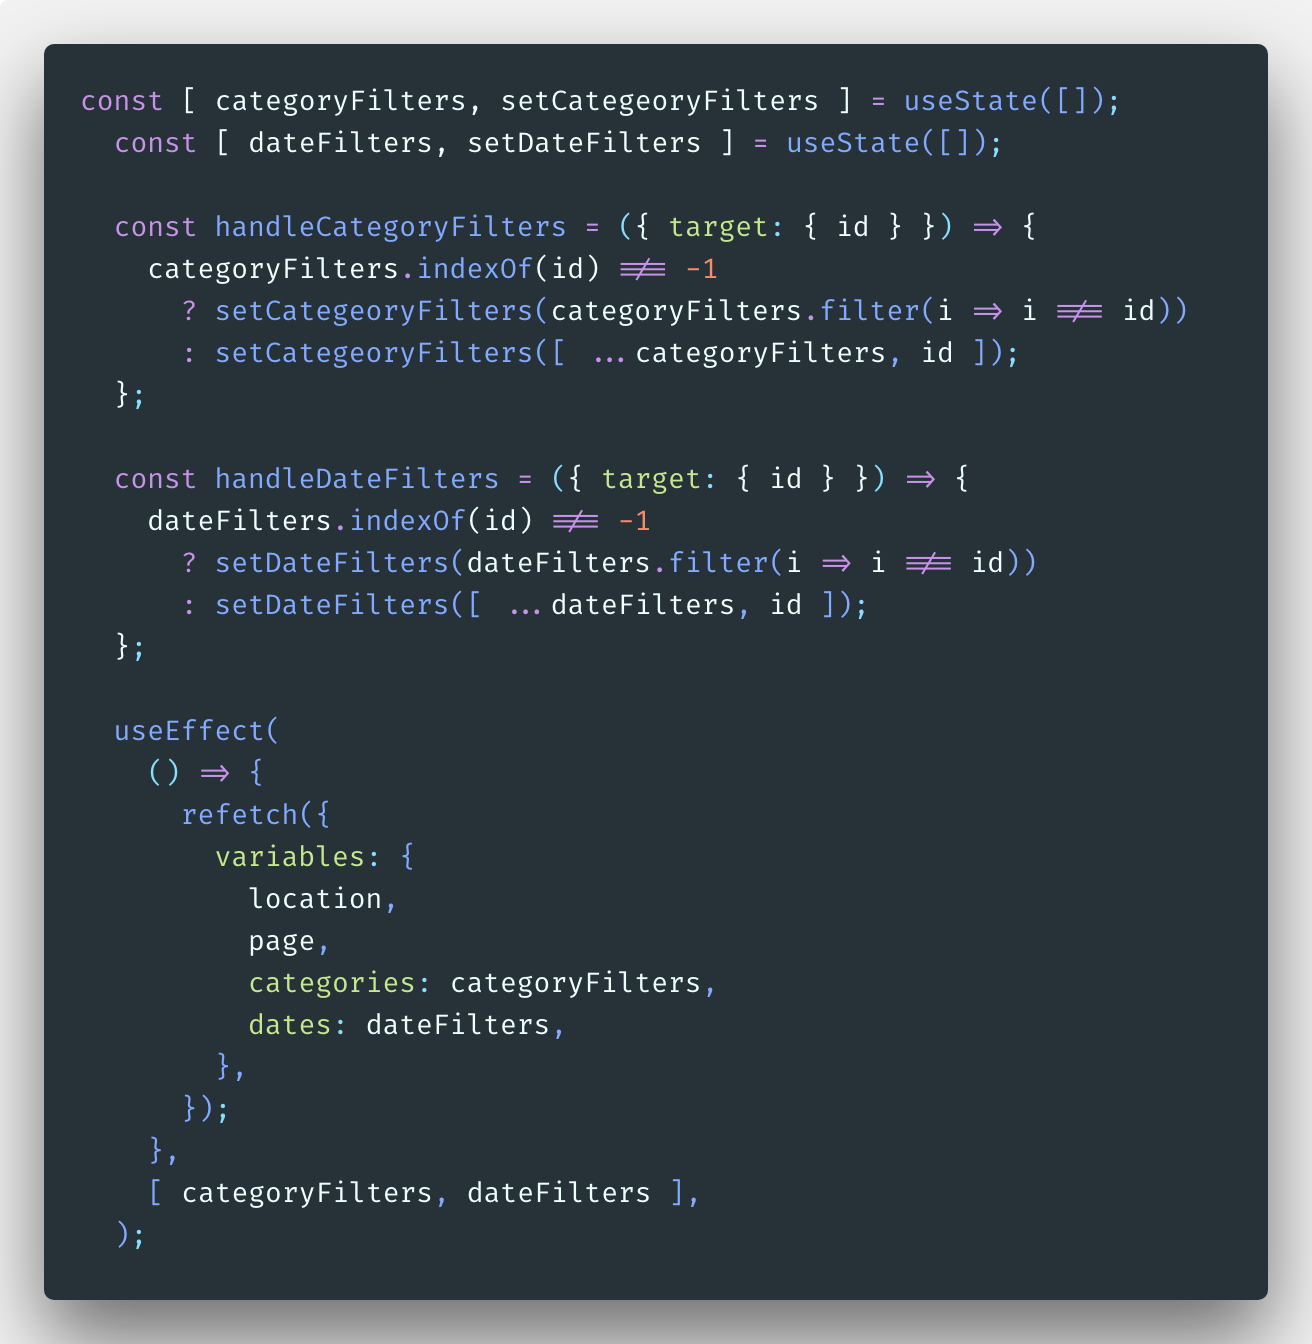 const [ categoryFilters, setCategeoryFilters ] = useState([]);
  const [ dateFilters, setDateFilters ] = useState([]);

  const handleCategoryFilters = ({ target: { id } }) => {
    categoryFilters.indexOf(id) !== -1
      ? setCategeoryFilters(categoryFilters.filter(i => i !== id))
      : setCategeoryFilters([ ...categoryFilters, id ]);
  };

  const handleDateFilters = ({ target: { id } }) => {
    dateFilters.indexOf(id) !== -1
      ? setDateFilters(dateFilters.filter(i => i !== id))
      : setDateFilters([ ...dateFilters, id ]);
  };

  useEffect(
    () => {
      refetch({
        variables: {
          location,
          page,
          categories: categoryFilters,
          dates: dateFilters,
        },
      });
    },
    [ categoryFilters, dateFilters ],
  );